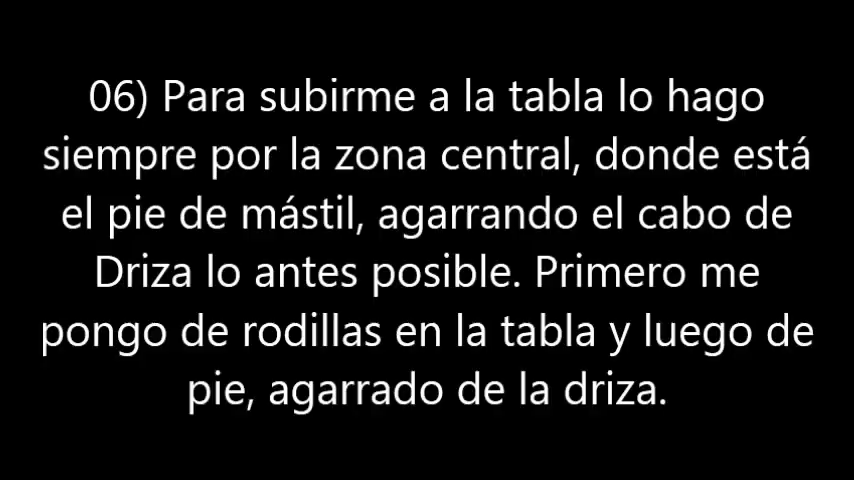 06) Para subirme a la tabla lo hago
siempre por la zona central, donde está
el pie de mástil, agarrando el cabo de
Driza lo antes posible. Primero me
pongo de rodillas en la tabla y luego de
pie, agarrado de la driza.